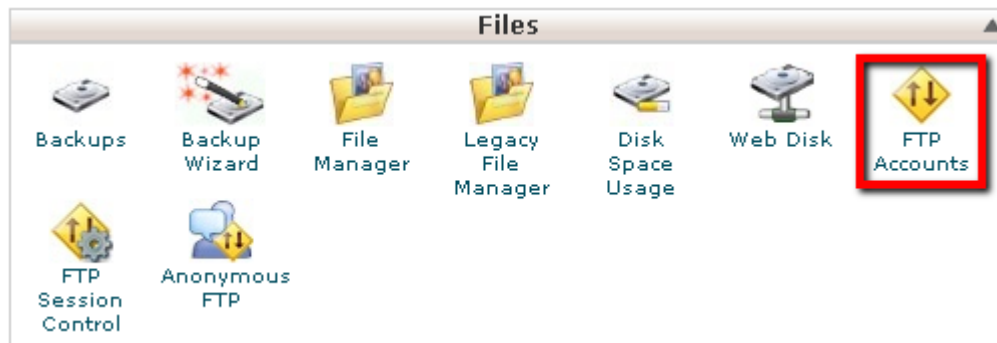 Files
Backups
Backup
Wizard
File
Manager
Legacy
File
Manager
Disk
Space
Usage
Web Disk
FTP
Accounts
FTP
Session
Control
Anonymous
FTP